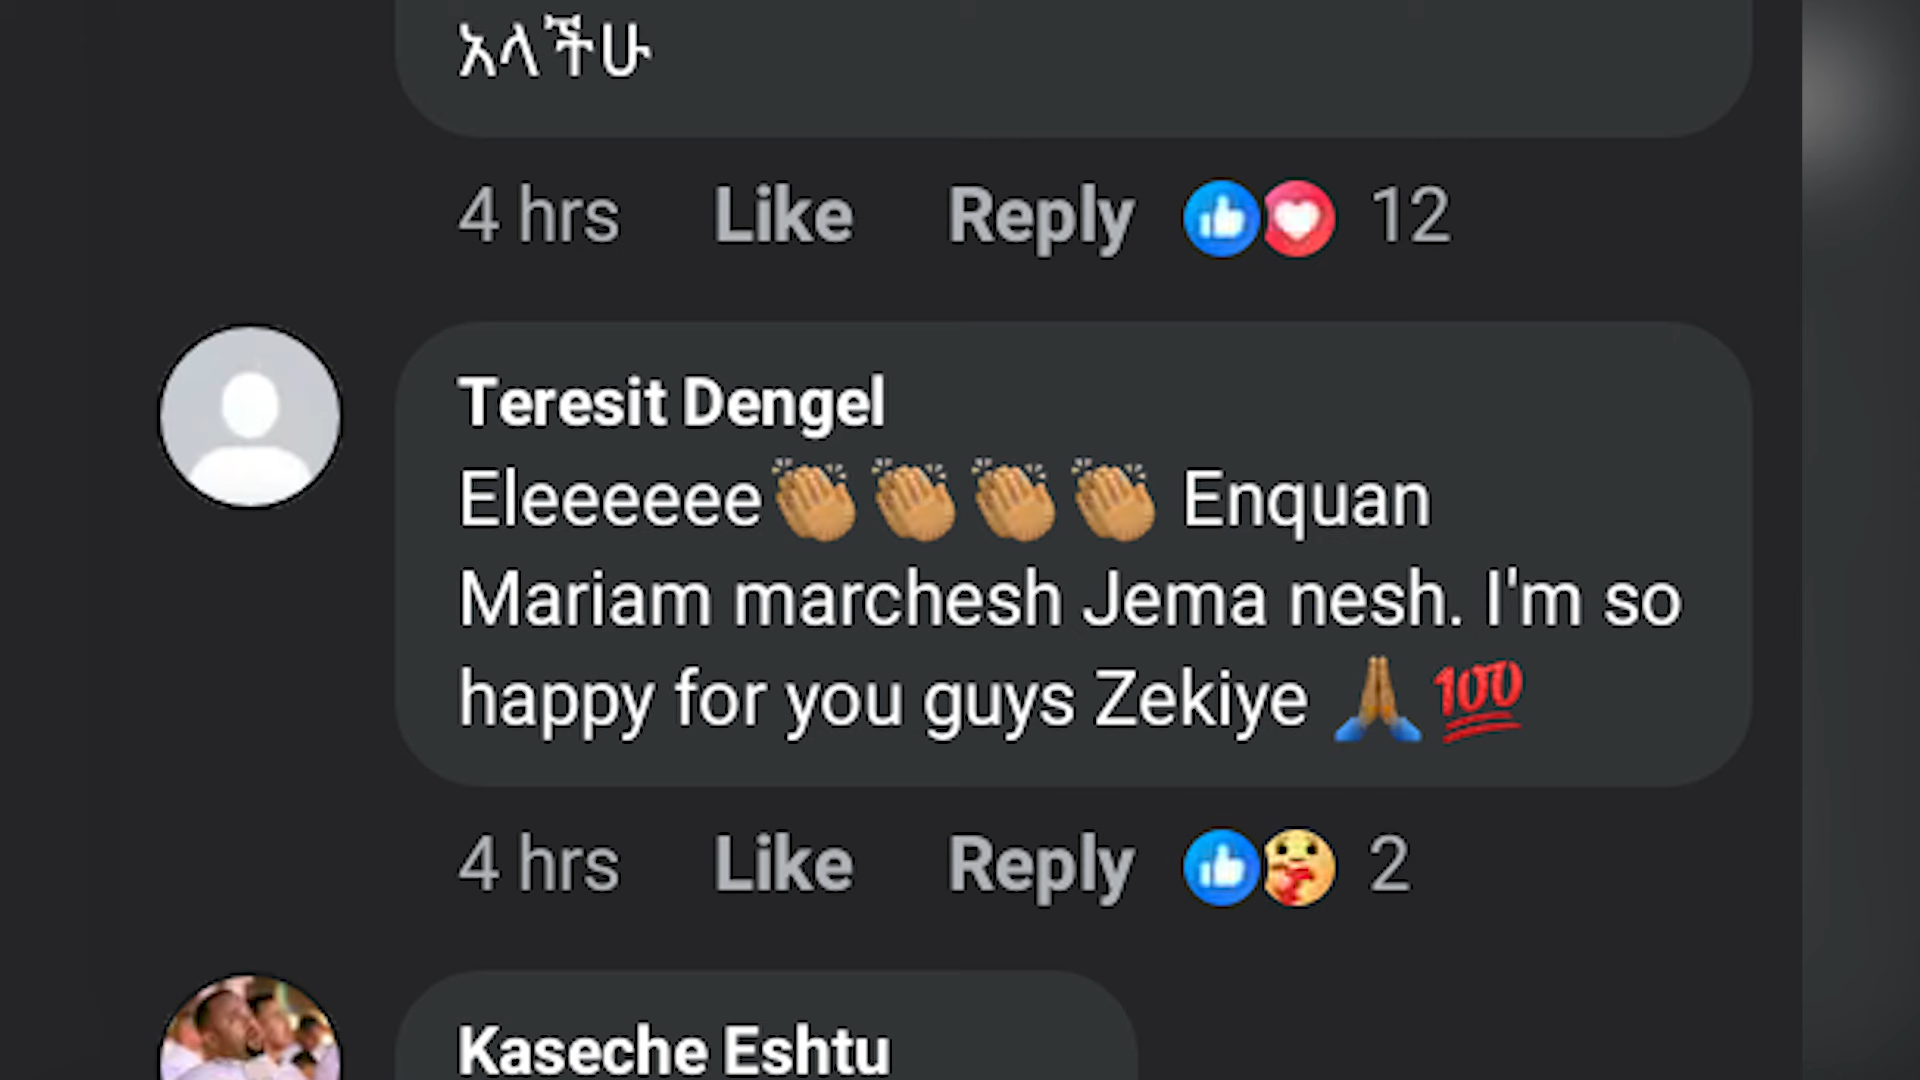 አላችሁ
4 hrs Like Reply 12
Teresit Dengel
Eleeeeee👏🏽👏🏽👏🏽👏🏽 Enquan
Mariam marchesh Jema nesh. I'm so
happy for you guys Zekiye 🙏🏾💯
4 hrs Like Reply 2
Kaseche Eshtu